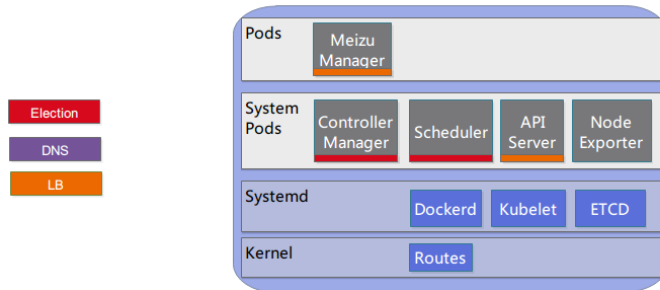 Election
DNS
LB
Pods
Meizu
Manager
System
Pods
Controller
Manager
Scheduler
API
Server
Node
Exporter
Systemd
Dockerd
Kubelet
ETCD
Kernel
Routes